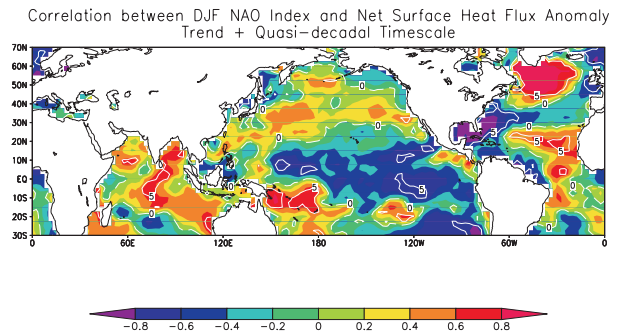 Correlation between DJF NAO Index and Net Surface Heat Flux Anomaly
Trend + Quasi-decadal Timescale
70N
60N
50N
40N
30N
20N
10N
EQ
10S
20S
30S
0 60E 120E 180 120W 60W 0
-0.8 -0.6 -0.4 -0.2 0 0.2 0.4 0.6 0.8